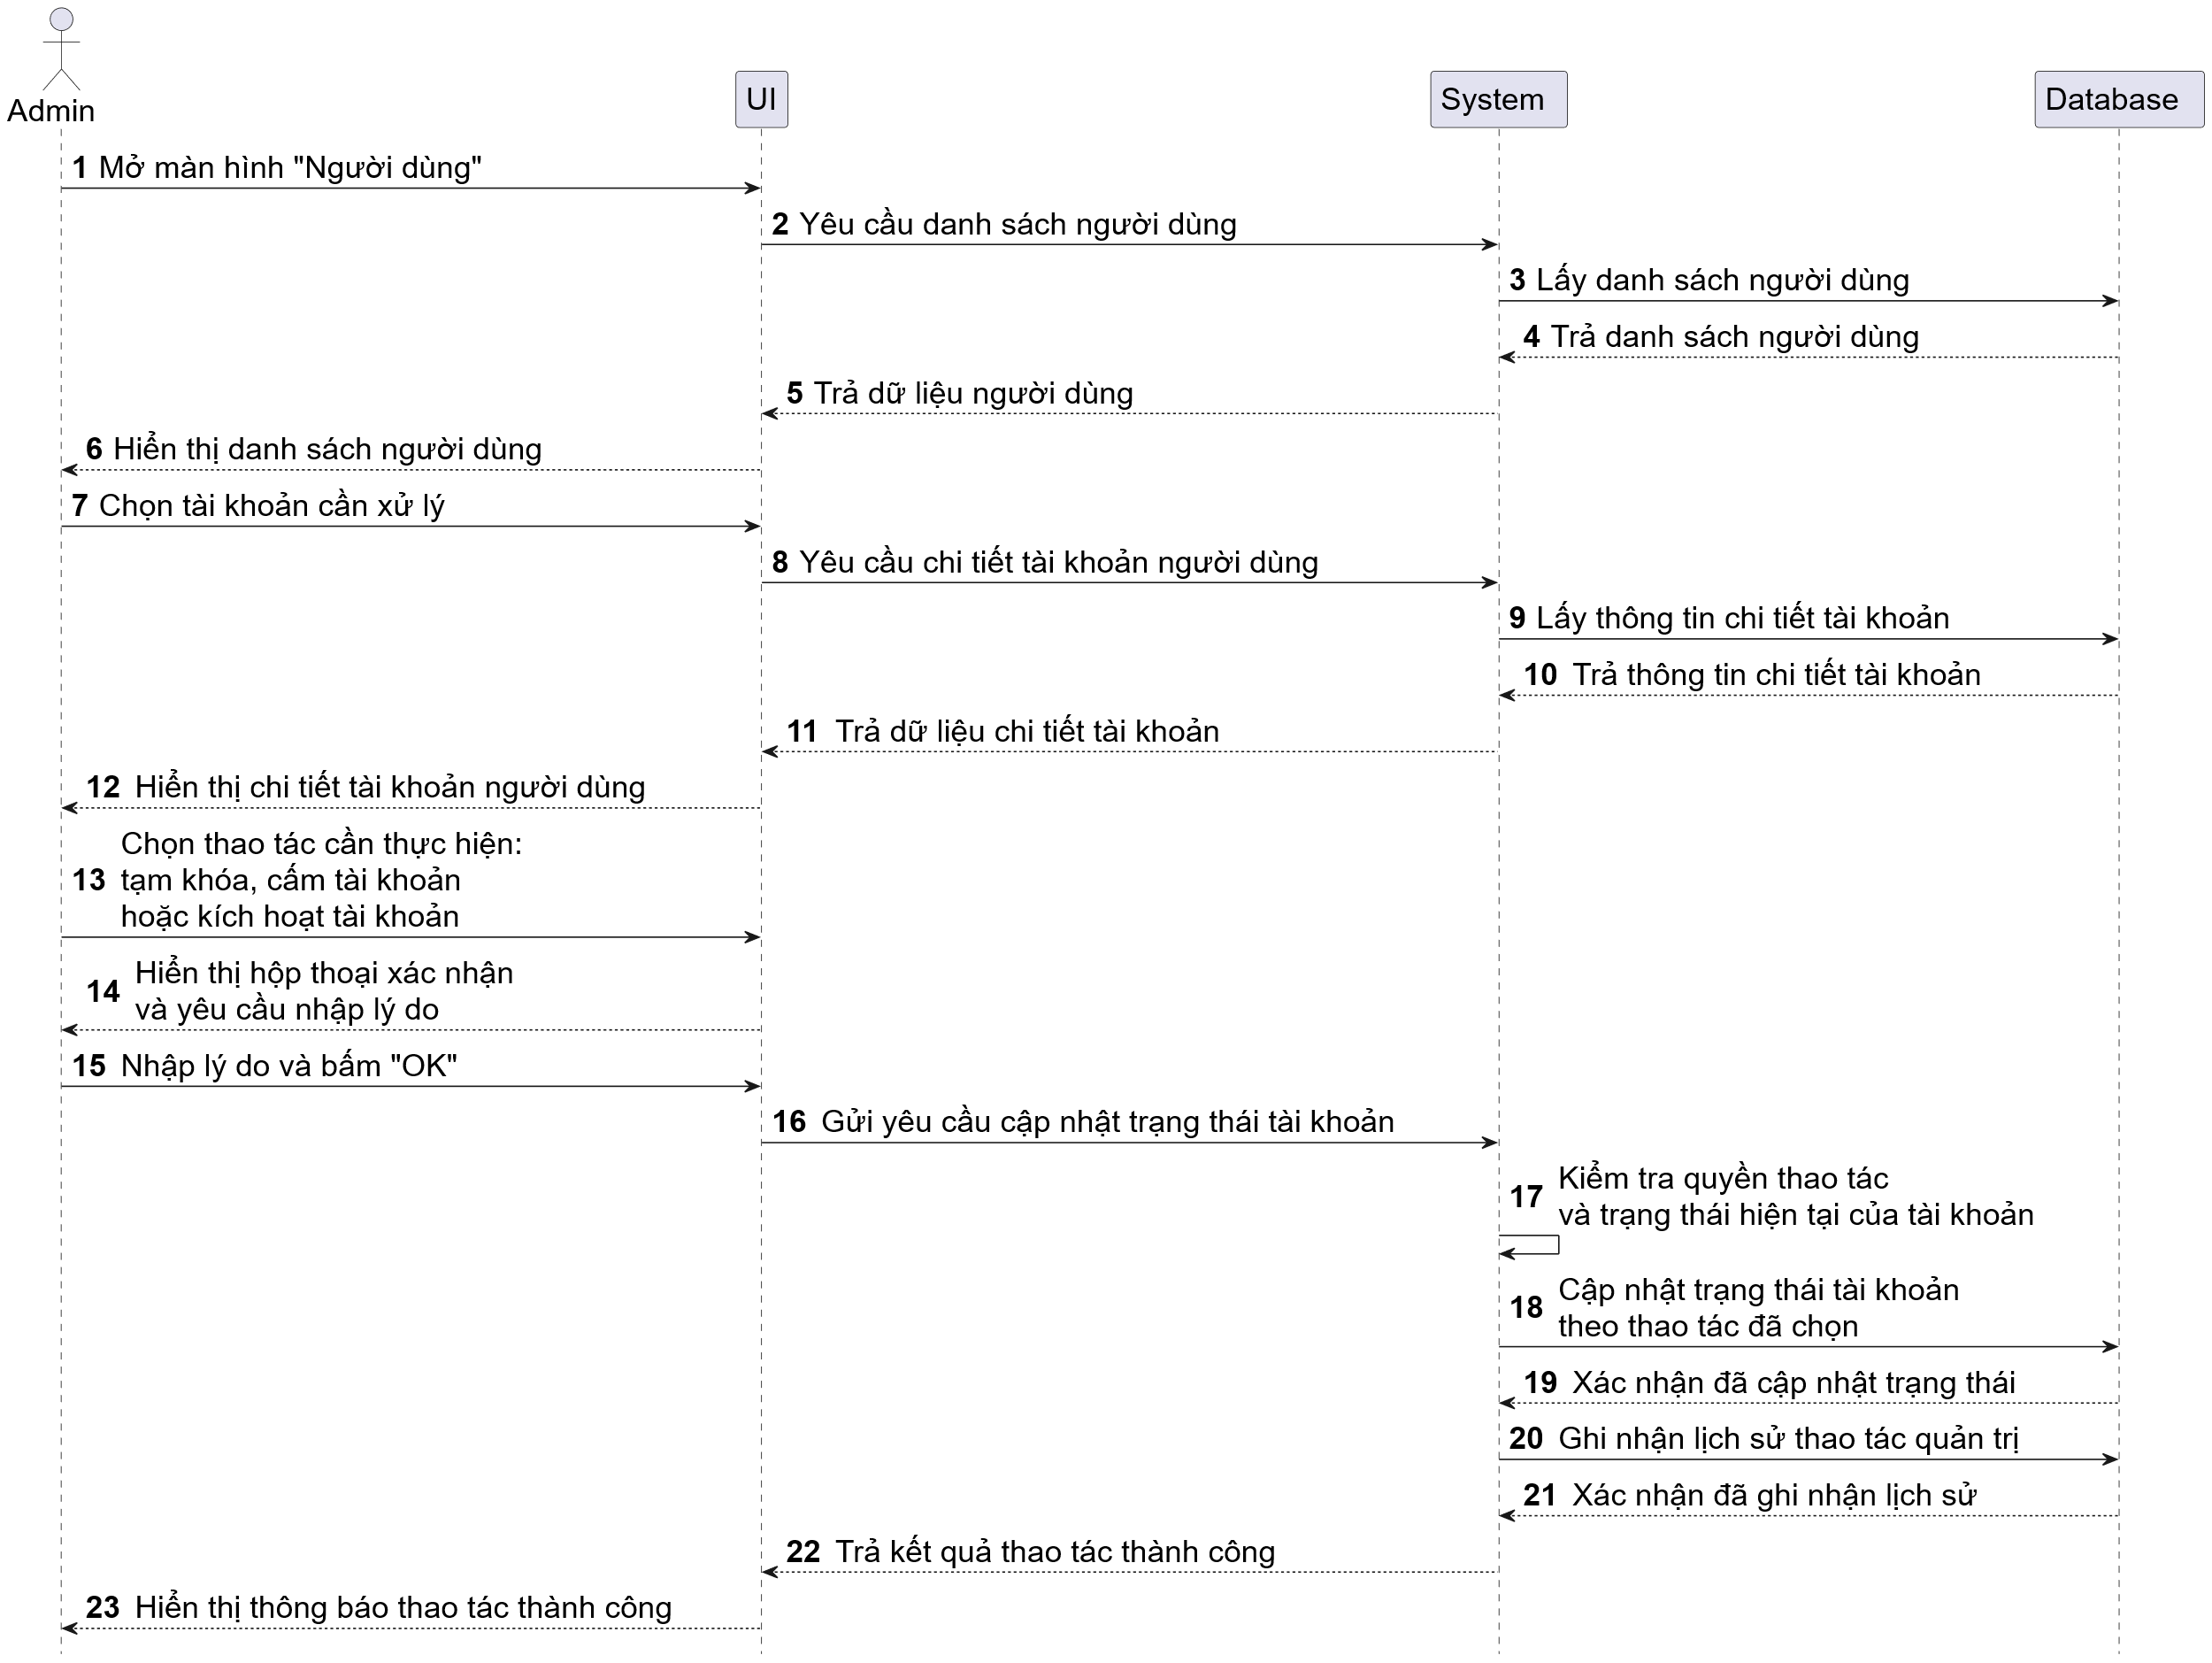 Admin
UI
System
Database
1 Mở màn hình "Người dùng"
2 Yêu cầu danh sách người dùng
3 Lấy danh sách người dùng
4 Trả danh sách người dùng
5 Trả dữ liệu người dùng
6 Hiển thị danh sách người dùng
7 Chọn tài khoản cần xử lý
8 Yêu cầu chi tiết tài khoản người dùng
9 Lấy thông tin chi tiết tài khoản
10 Trả thông tin chi tiết tài khoản
11 Trả dữ liệu chi tiết tài khoản
12 Hiển thị chi tiết tài khoản người dùng
Chọn thao tác cần thực hiện:
13 tạm khóa, cấm tài khoản
hoặc kích hoạt tài khoản
14 Hiển thị hộp thoại xác nhận
và yêu cầu nhập lý do
15 Nhập lý do và bấm "OK"
16 Gửi yêu cầu cập nhật trạng thái tài khoản
17 Kiểm tra quyền thao tác
và trạng thái hiện tại của tài khoản
18 Cập nhật trạng thái tài khoản
theo thao tác đã chọn
19 Xác nhận đã cập nhật trạng thái
20 Ghi nhận lịch sử thao tác quản trị
21 Xác nhận đã ghi nhận lịch sử
22 Trả kết quả thao tác thành công
23 Hiển thị thông báo thao tác thành công